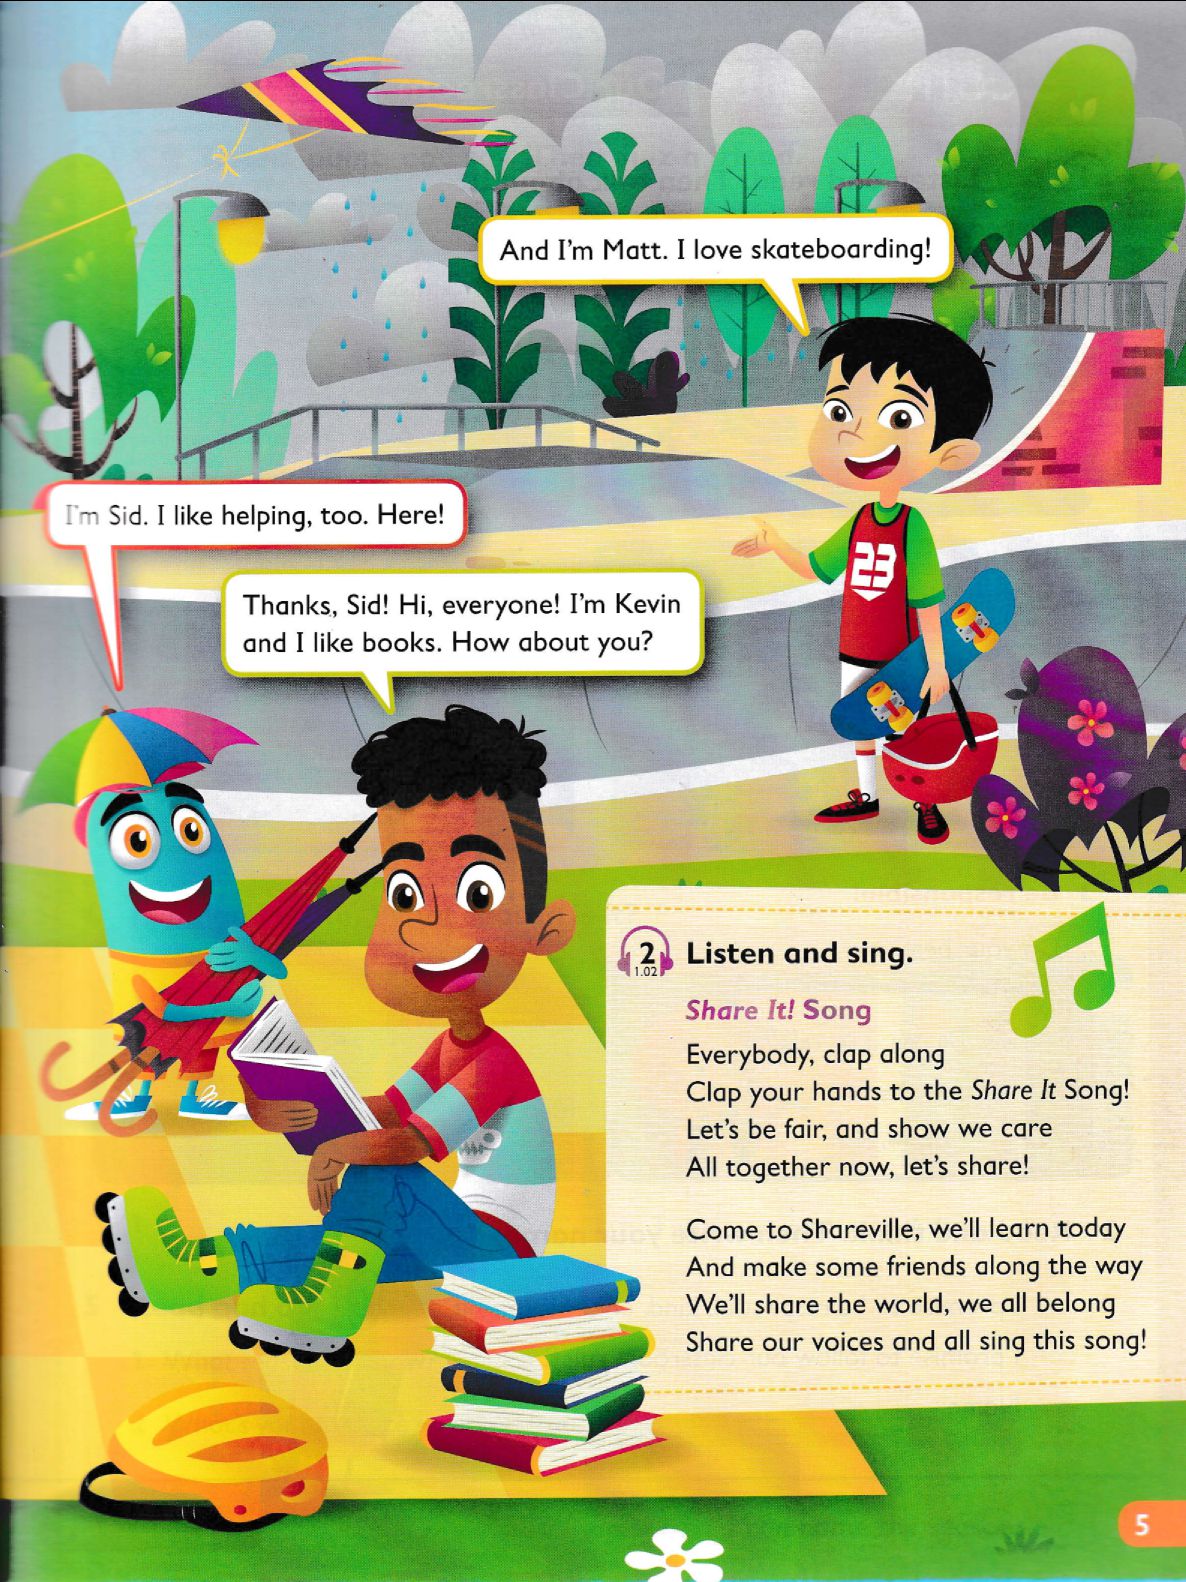 And I'm Matt. I love skateboarding!
I'm Sid. I like helping, too. Here!
Thanks, Sid! Hi, everyone! I'm Kevin
and I like books. How about you?
23
2
1.02
Listen and sing.
Share It! Song
Everybody, clap along
Clap your hands to the Share It Song!
Let's be fair, and show we care
All together now, let's share!
Come to Shareville, we'll learn today
And make some friends along the way
We'll share the world, we all belong
Share our voices and all sing this song!
5